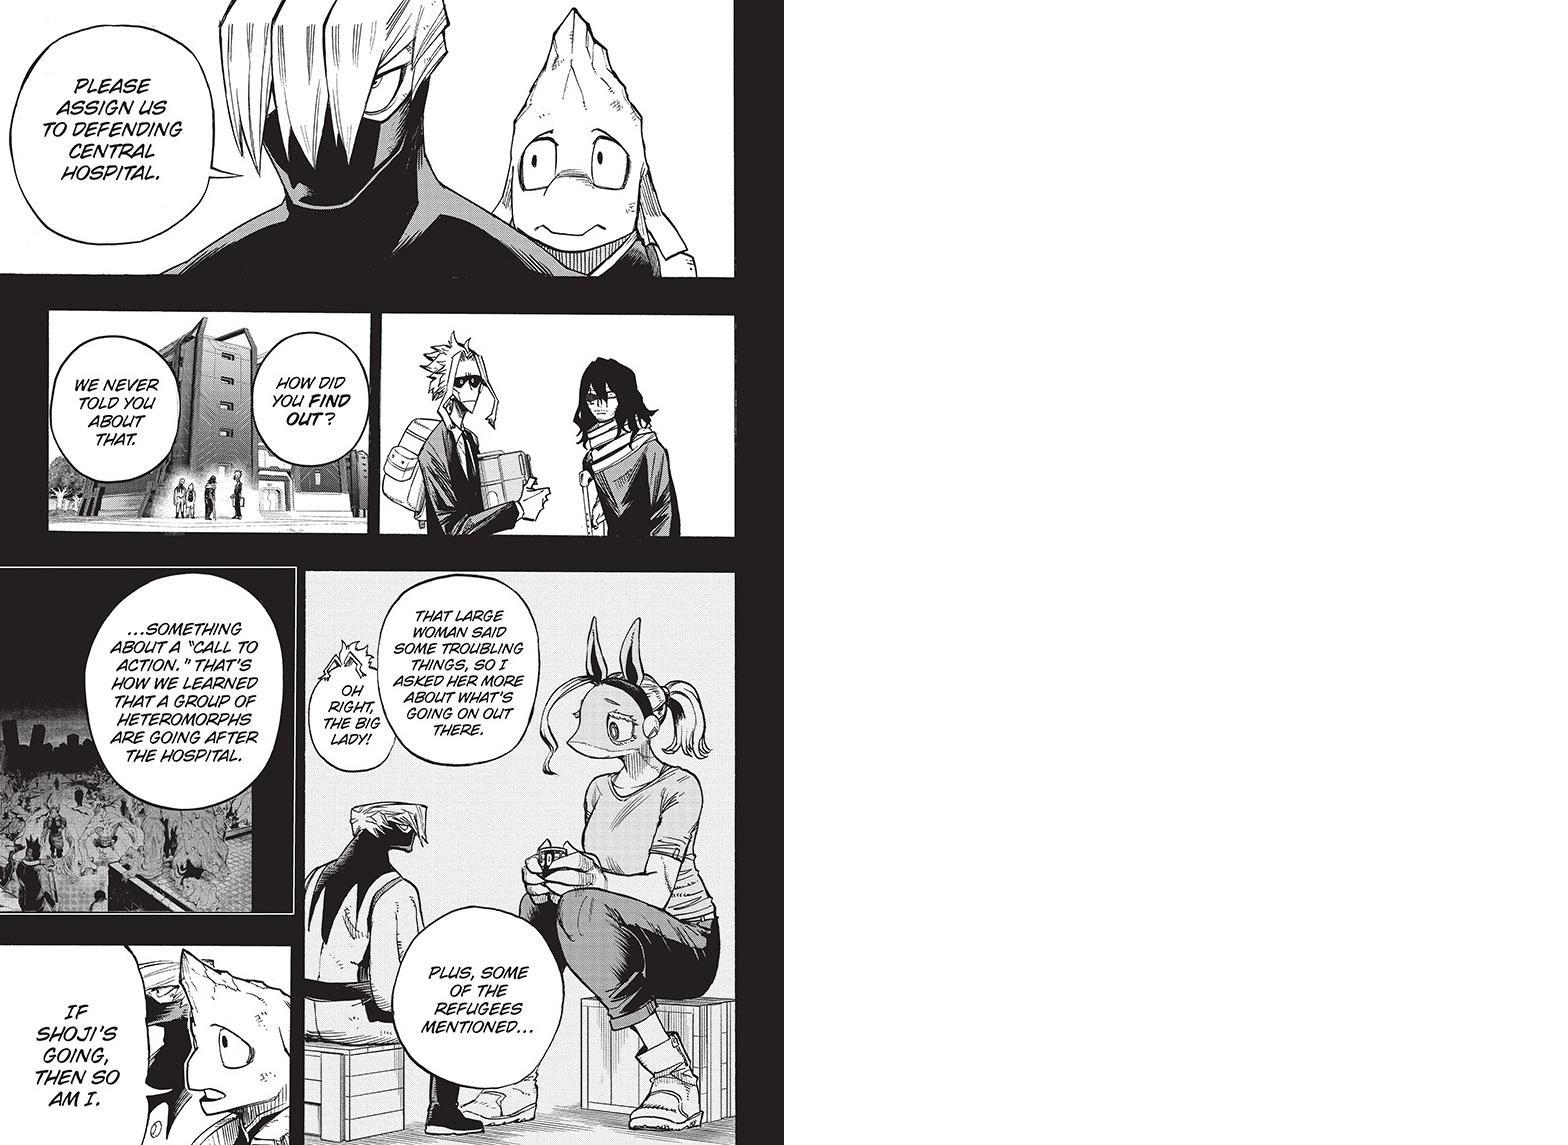 PLEASE
ASSIGN US
TO DEFENDING
CENTRAL
HOSPITAL.
HOW DID
YOU FIND
OUT?
WE NEVER
TOLD YOU
ABOUT
THAT.
THAT LARGE
WOMAN SAID
SOME TROUBLING
THINGS, SO I
ASKED HER MORE
ABOUT WHAT'S
GOING ON OUT
THERE.
OH
RIGHT,
THE BIG
LADY!
PLUS, SOME
OF THE
REFUGEES
MENTIONED...
...SOMETHING
ABOUT A "CALL TO
ACTION." THAT'S
HOW WE LEARNED
THAT A GROUP OF
HETEROMORPHS
ARE GOING AFTER
THE HOSPITAL.
IF
SHOJI'S
GOING,
THEN SO
AM I.